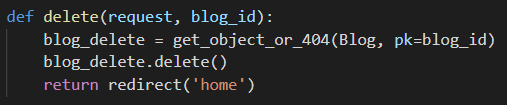 def delete(request, blog_id):
    blog_delete = get_object_or_404(Blog, pk=blog_id)
    blog_delete.delete()
    return redirect('home')